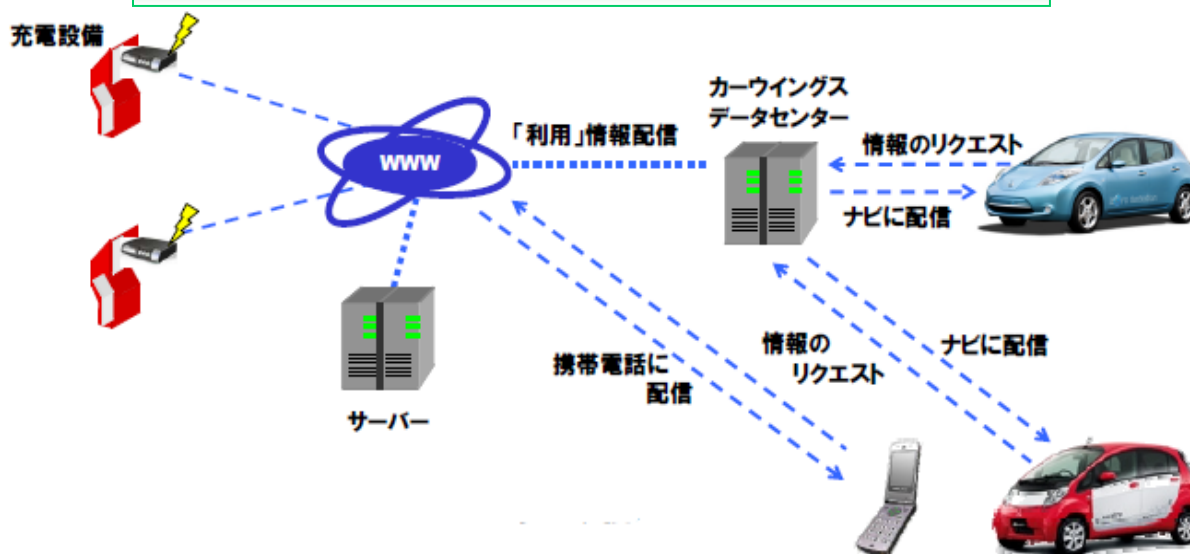 充電設備
カーウイングス
データセンター
「利用」情報配信
情報のリクエスト
www
ナビに配信
情報の
リクエスト
ナビに配信
携帯電話に
配信
サーバー